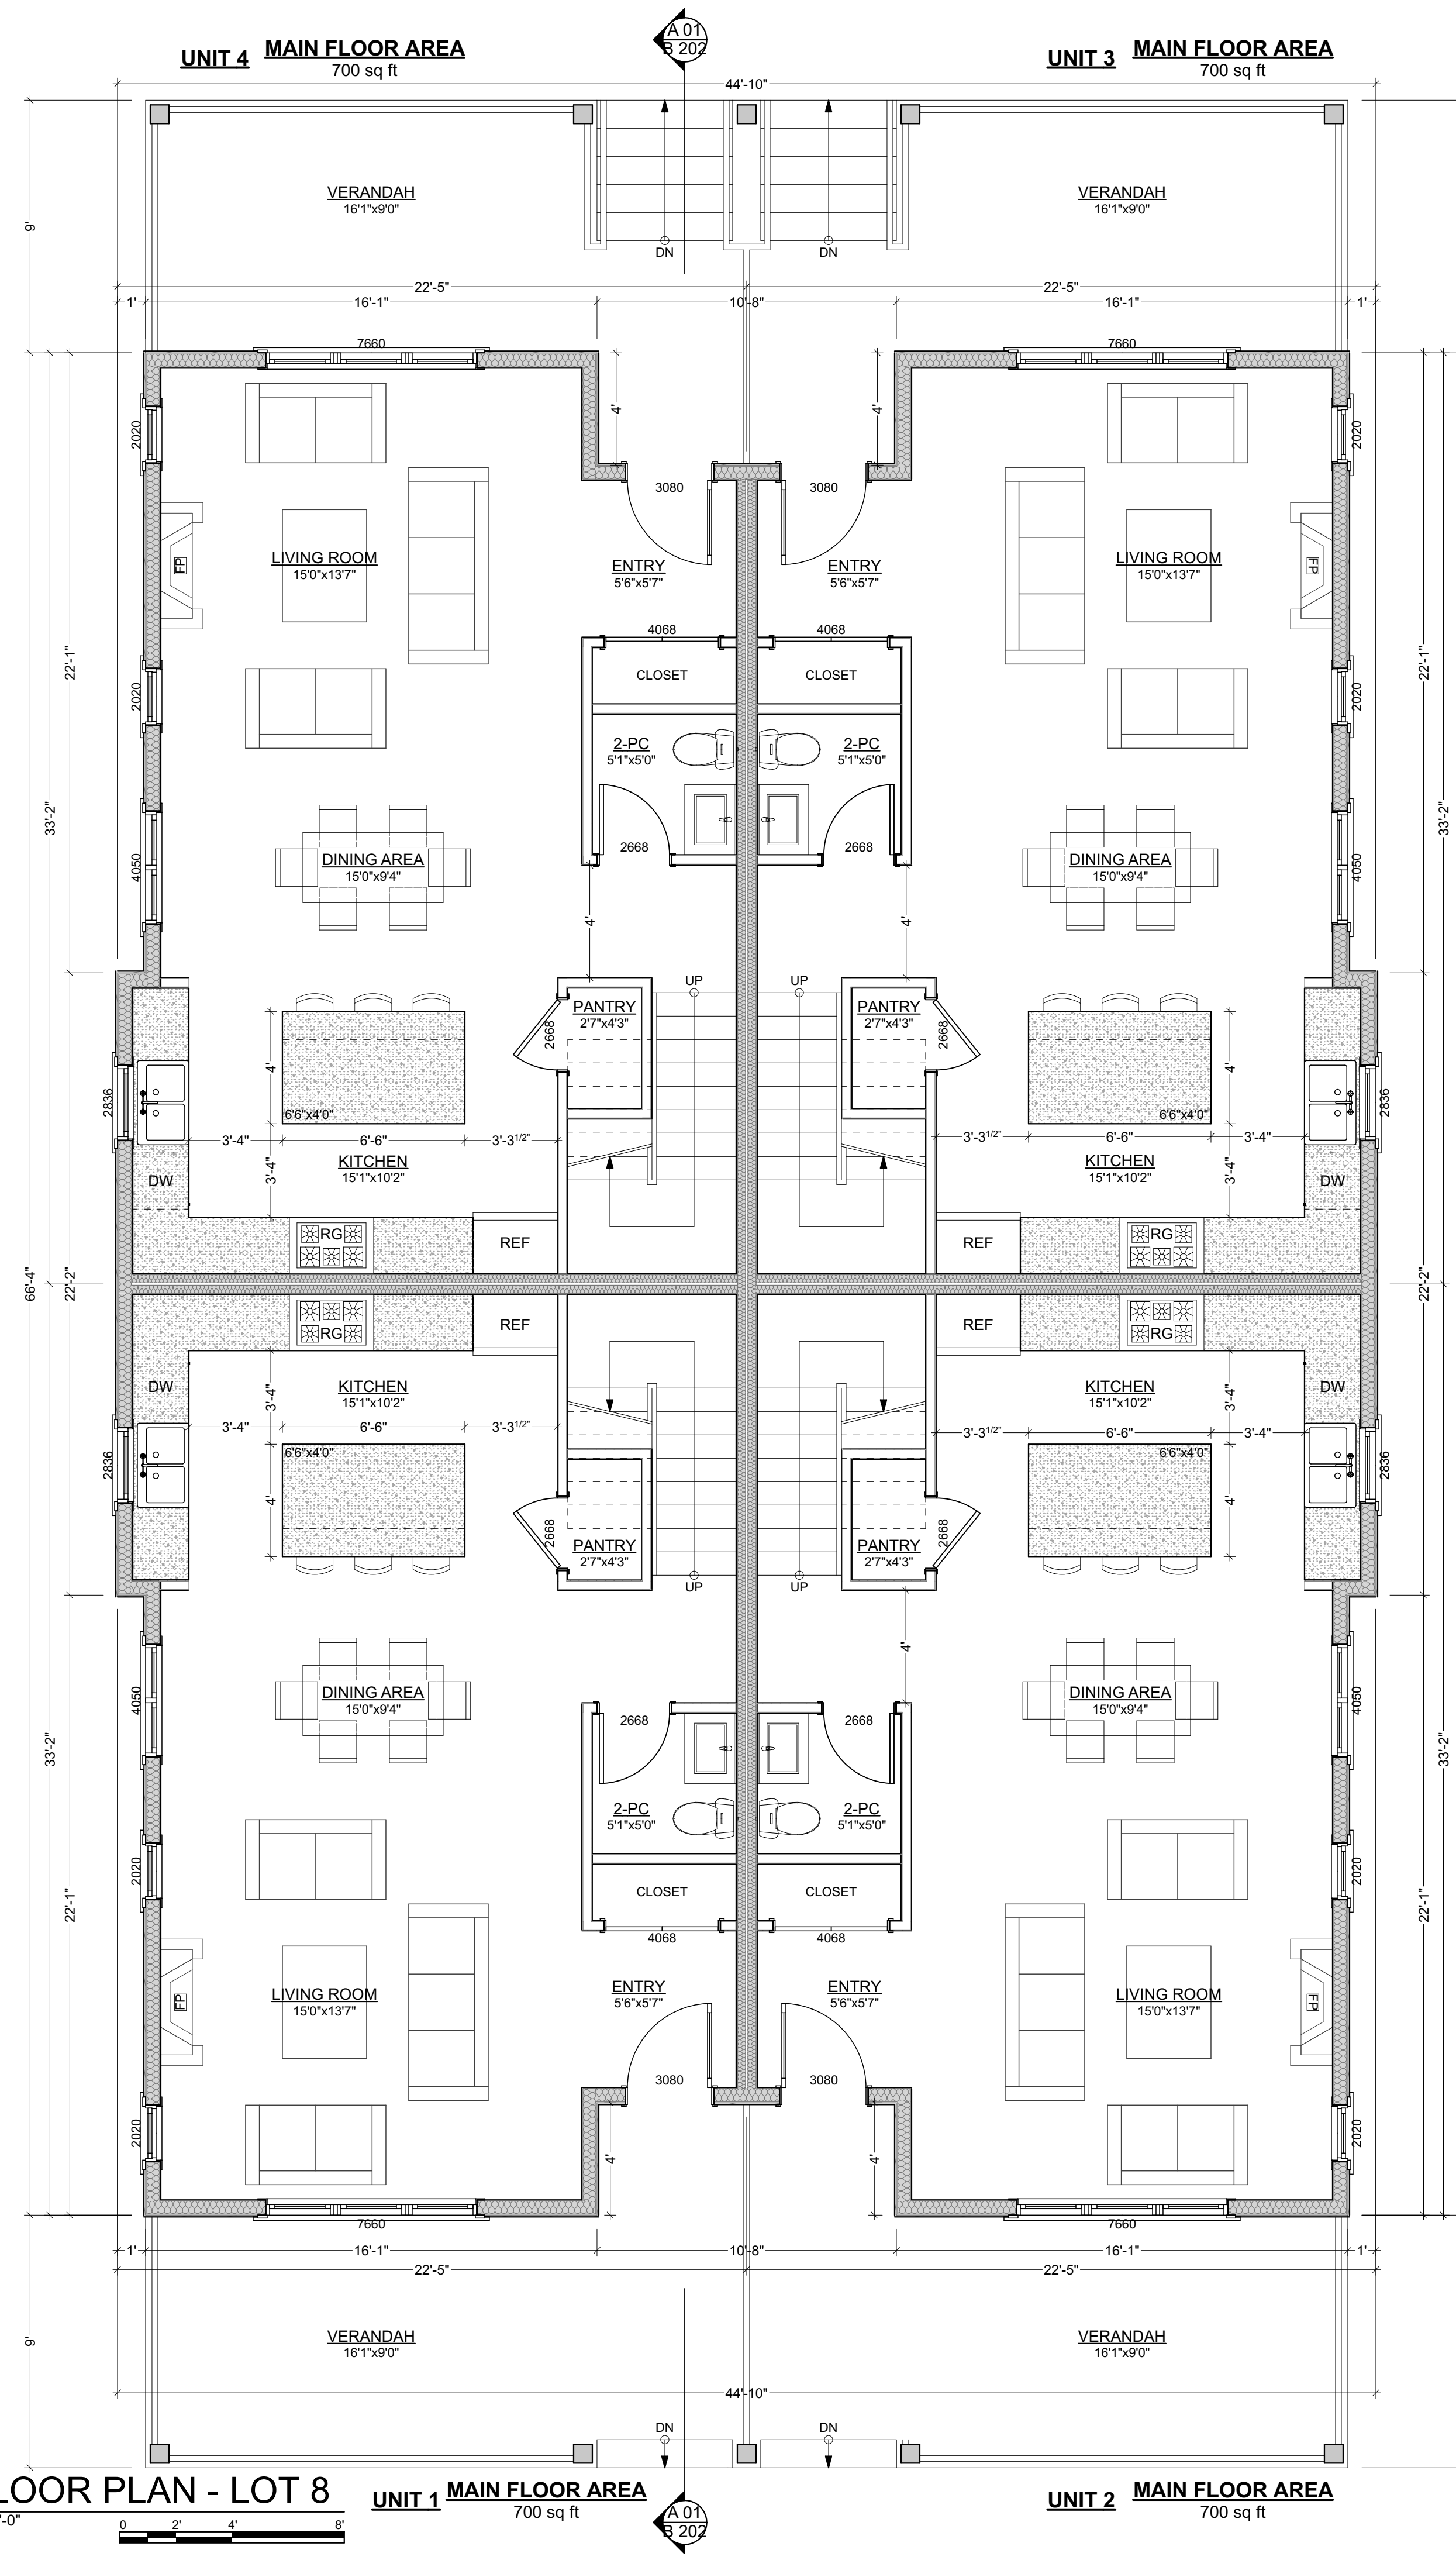 A 01
B 202
UNIT 4 MAIN FLOOR AREA
700 sq ft
UNIT 3 MAIN FLOOR AREA
700 sq ft
44'-10"
VERANDAH
16'1"x9'0"
VERANDAH
16'1"x9'0"
9'
DN
DN
22'-5"
22'-5"
1'
16'-1"
10'-8"
16'-1"
1'
7660
7660
4'
4'
2020
2020
3080
3080
LIVING ROOM
15'0"x13'7"
FP
ENTRY
5'6"x5'7"
ENTRY
5'6"x5'7"
LIVING ROOM
15'0"x13'7"
FP
4068
4068
22'-1"
22'-1"
CLOSET
CLOSET
2020
2020
2-PC
5'1"x5'0"
2-PC
5'1"x5'0"
33'-2"
33'-2"
2668
2668
DINING AREA
15'0"x9'4"
DINING AREA
15'0"x9'4"
4050
4050
4'
4'
UP
UP
PANTRY
2'7"x4'3"
PANTRY
2'7"x4'3"
2668
2668
4'
4'
2836
2836
6'6"x4'0"
6'6"x4'0"
3'-4"
6'-6"
3'-3 1/2"
3'-3 1/2"
6'-6"
3'-4"
KITCHEN
15'1"x10'2"
KITCHEN
15'1"x10'2"
3'-4"
3'-4"
DW
DW
RG
REF
REF
RG
66'-4"
22'-2"
22'-2"
RG
REF
REF
RG
DW
DW
KITCHEN
15'1"x10'2"
KITCHEN
15'1"x10'2"
3'-4"
3'-4"
3'-4"
6'-6"
3'-3 1/2"
3'-3 1/2"
6'-6"
3'-4"
6'6"x4'0"
6'6"x4'0"
2836
2836
4'
4'
2668
2668
PANTRY
2'7"x4'3"
PANTRY
2'7"x4'3"
UP
UP
4'
DINING AREA
15'0"x9'4"
DINING AREA
15'0"x9'4"
4050
4050
2668
2668
33'-2"
33'-2"
2-PC
5'1"x5'0"
2-PC
5'1"x5'0"
2020
2020
CLOSET
CLOSET
22'-1"
22'-1"
4068
4068
ENTRY
5'6"x5'7"
ENTRY
5'6"x5'7"
LIVING ROOM
15'0"x13'7"
FP
LIVING ROOM
15'0"x13'7"
FP
3080
3080
2020
2020
4'
4'
7660
7660
1'
16'-1"
10'-8"
16'-1"
1'
22'-5"
22'-5"
VERANDAH
16'1"x9'0"
VERANDAH
16'1"x9'0"
9'
44'-10"
DN
DN
LOOR PLAN - LOT 8
'-0"
0 2' 4' 8'
UNIT 1 MAIN FLOOR AREA
700 sq ft
A 01
B 202
UNIT 2 MAIN FLOOR AREA
700 sq ft